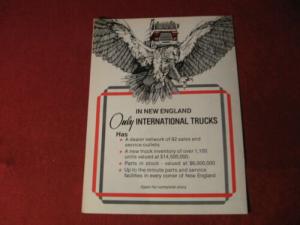 IN NEW ENGLAND
Only INTERNATIONAL TRUCKS
Has
A dealer network of 82 sales and
service outlets
A new truck inventory of over 1,100
units valued at $14,500,000.
Parts in stock - valued at $6,000,000
Up to the minute parts and service
facilities in every corner of New England
Open for complete story